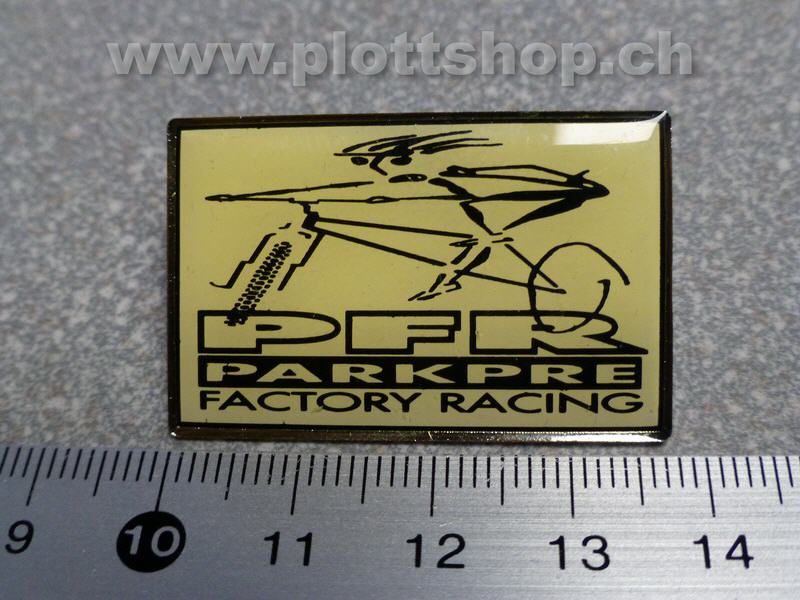 www.plottshop.ch
PFR
PARKPRE
FACTORY RACING
9 10 11 12 13 14